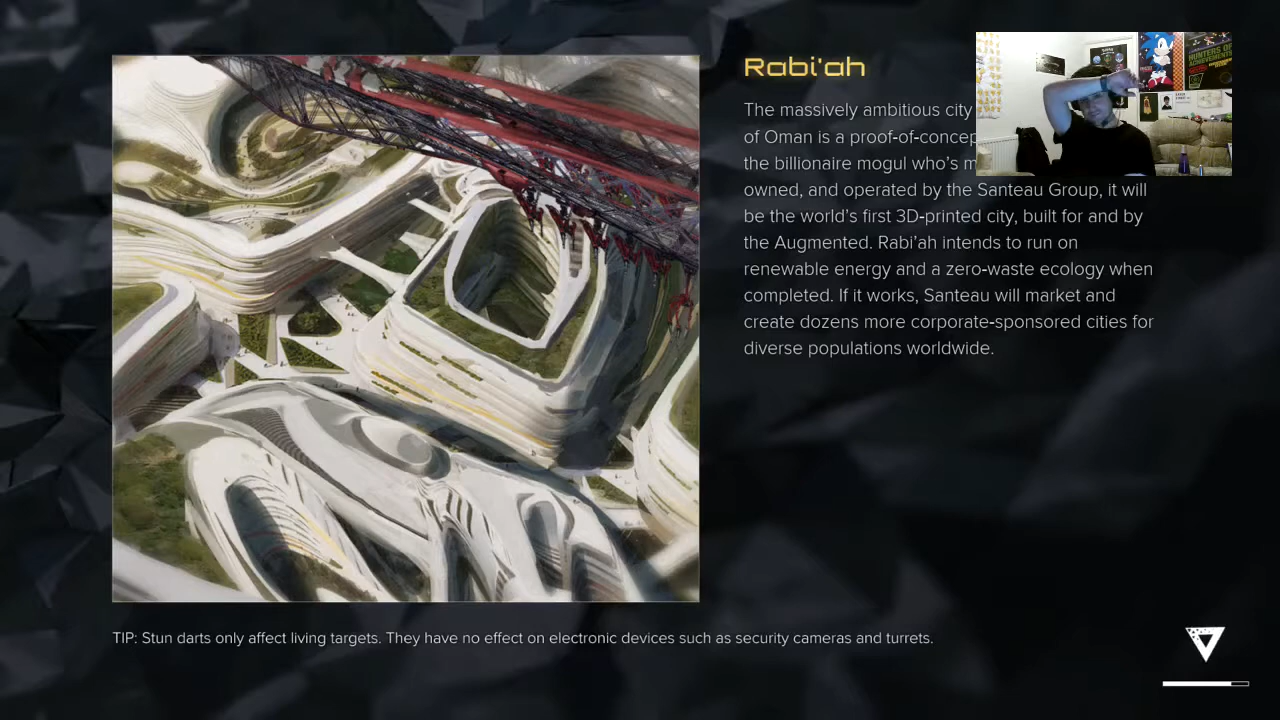 Rabi'ah
The massively ambitious city
of Oman is a proof-of-concep
the billionaire mogul who's m
owned, and operated by the Santeau Group, it will
be the world's first 3D-printed city, built for and by
the Augmented. Rabi'ah intends to run on
renewable energy and a zero-waste ecology when
completed. If it works, Santeau will market and
create dozens more corporate-sponsored cities for
diverse populations worldwide.
HUNTERS OF
ACHIEVEMENTS
TIP: Stun darts only affect living targets. They have no effect on electronic devices such as security cameras and turrets.